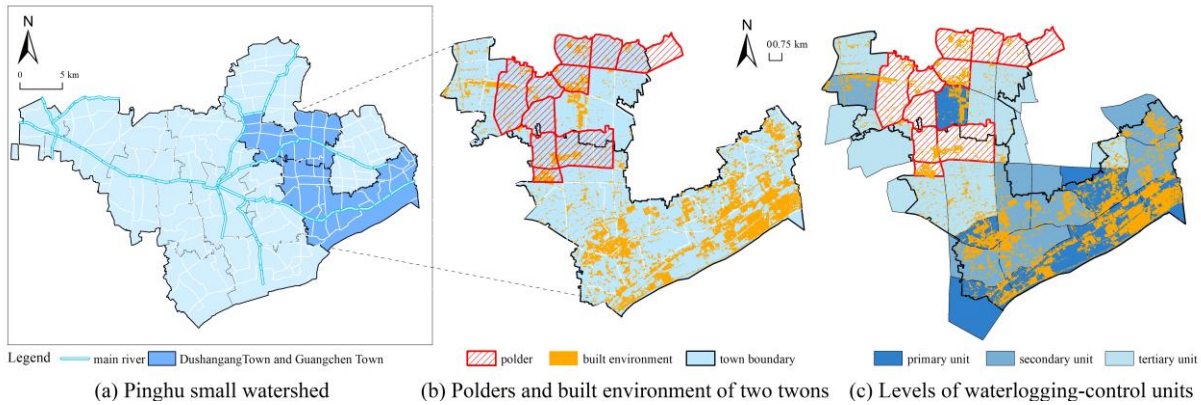 N
0 5 km
N
00.75 km
Legend main river DushangangTown and Guangchen Town
polder built environment town boundary
primary unit secondary unit tertiary unit
(a) Pinghu small watershed
(b) Polders and built environment of two twons
(c) Levels of waterlogging-control units